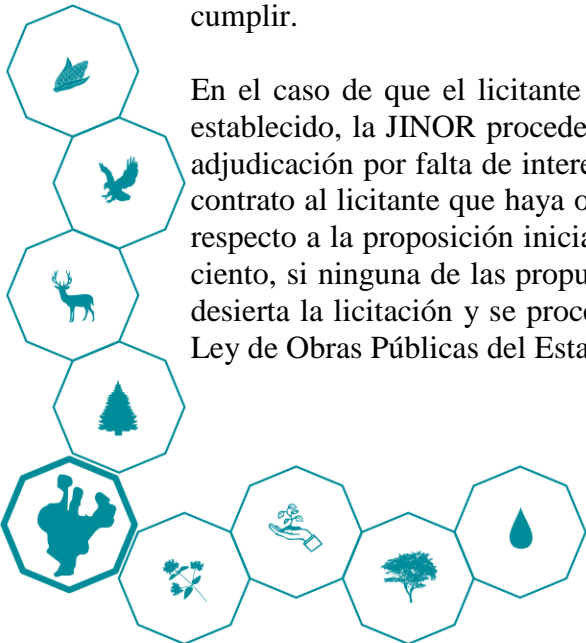 cumplir.
En el caso de que el licitante
establecido, la JINOR procede
adjudicación por falta de intere
contrato al licitante que haya o
respecto a la proposición inicia
ciento, si ninguna de las propu
desierta la licitación y se proc
Ley de Obras Públicas del Esta